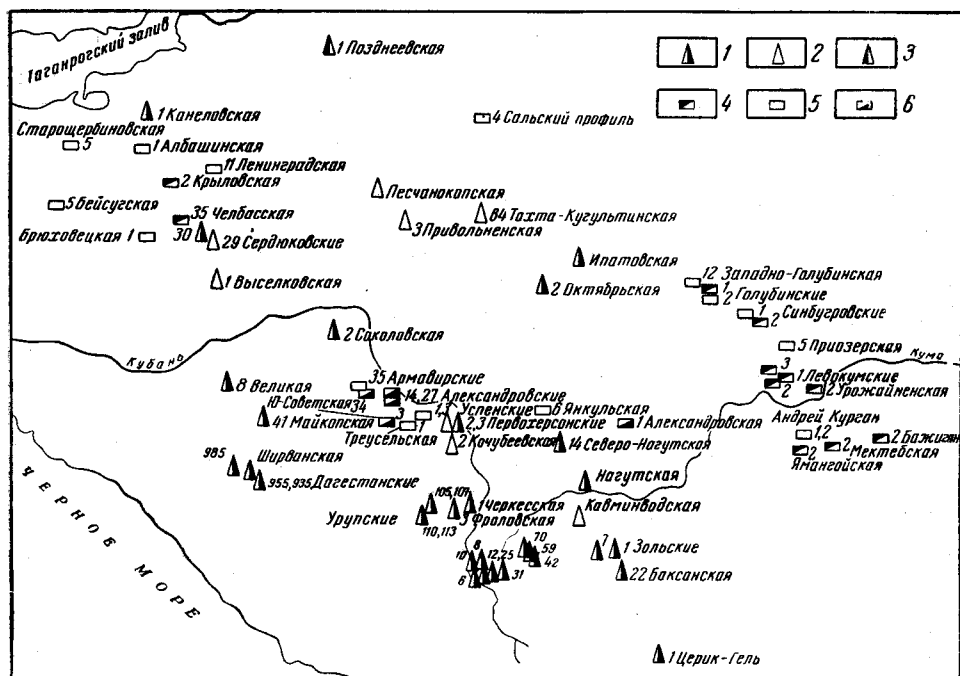 Таганрогский залив
1 Позднеевская
1
2
3
4
5
6
1 Канеловская
4 Сальский профиль
Старощербиновская
5
1 Албашинская
11 Ленинградская
2 Крыловская
Песчанокопская
5 Бейсугская
35 Челбасская
84 Тахта-Кугультинская
3 Привольненская
Брюховецкая 1
30
29 Сердюковские
Ипатовская
1 Выселковская
2 Октябрьская
12 Западно-Голубинская
1
2 Голубинские
1 Синбугровские
2
2 Соколовская
Кубань
5 Приозерская
Кума
3
8 Великая
35 Армавирские
1 Левокумские
2
2 Урожайненская
34
14,27 Александровские
Ю-Советская
3
1,3 Успенские
6 Янкульская
41 Майкопская
2,3 Первохерсонские
1 Александровская
Андрей Курган
1,2
Треусельская
1
2 Кочубеевская
14 Северо-Нагутская
2 Бажиган
2 Мектебская
2
Ямангойская
985
Ширванская
955,935 Дагестанские
Нагутская
105,101
1 Черкесская
Кавминводская
Урупские
110,113
3 Фроловская
70
59
42
7
1 Зольские
10
8
12,25
6
31
22 Баксанская
ЧЕРНОЕ МОРЕ
1 Церик-Гель